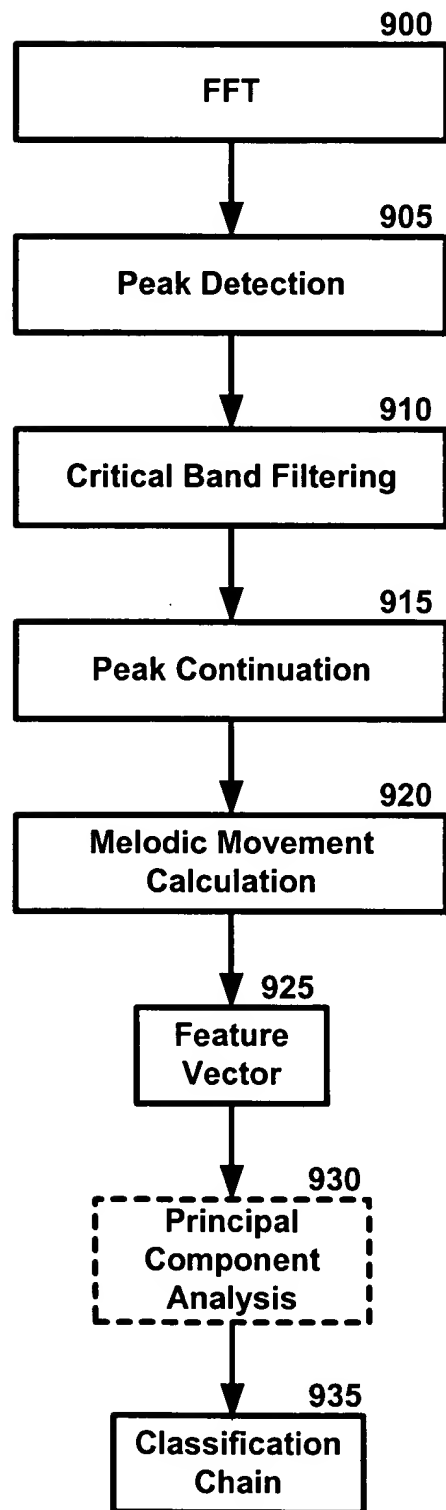 900
FFT
905
Peak Detection
910
Critical Band Filtering
915
Peak Continuation
920
Melodic Movement
Calculation
925
Feature
Vector
930
Principal
Component
Analysis
935
Classification
Chain